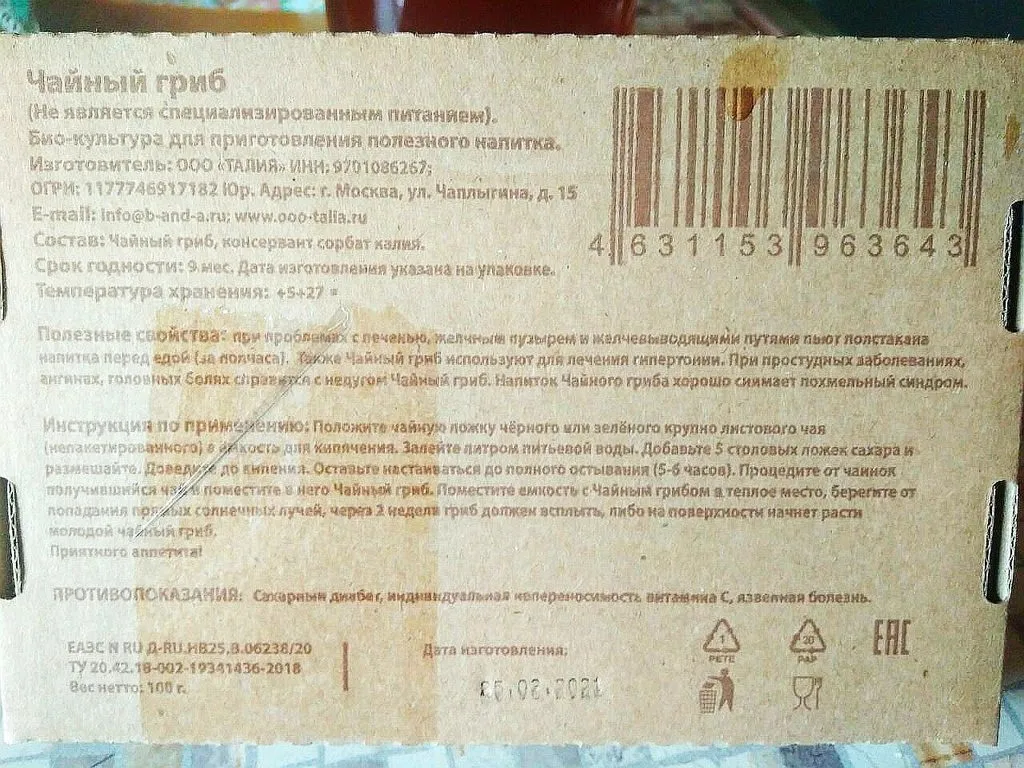 Чайный гриб
(Не является специализированным питанием).
Био-культура для приготовления полезного напитка.
Изготовитель: ООО «ТАЛИЯ» ИНН: 9701086267;
ОГРН: 1177746917182 Юр. Адрес: г. Москва, ул. Чаплыгина, д. 15
E-mail: info@b-and-a.ru; www.ooo-talia.ru
Состав: Чайный гриб, консервант сорбат калия.
Срок годности: 9 мес. Дата изготовления указана на упаковке.
Температура хранения: +5+27 °
4 631153 963643
Полезные свойства: при проблемах с печенью, желчным пузырем и желчевыводящими путями пьют полстакана
напитка перед едой (за полчаса). Также Чайный гриб используют для лечения гипертонии. При простудных заболеваниях,
ангинах, головных болях справится с недугом Чайный гриб. Напиток Чайного гриба хорошо снимает похмельный синдром.
Инструкция по применению: Положите чайную ложку чёрного или зелёного крупно листового чая
(непакетированного) в ёмкость для кипячения. Залейте литром питьевой воды. Добавьте 5 столовых ложек сахара и
размешайте. Доведите до кипения. Оставьте настаиваться до полного остывания (5-6 часов). Процедите от чаинок
получившийся чай и поместите в него Чайный гриб. Поместите емкость с Чайным грибом в теплое место, берегите от
попадания прямых солнечных лучей, через 2 недели гриб должен всплыть, либо на поверхности начнет расти
молодой чайный гриб.
Приятного аппетита!
ПРОТИВОПОКАЗАНИЯ: Сахарный диабет, индивидуальная непереносимость витамина С, язвенная болезнь.
ЕАЭС N RU Д-RU.НВ25.В.06238/20
ТУ 20.42.18-002-19341436-2018
Вес нетто: 100 г.
Дата изготовления:
26.02.2021
1
PETE
20
PAP
EAC